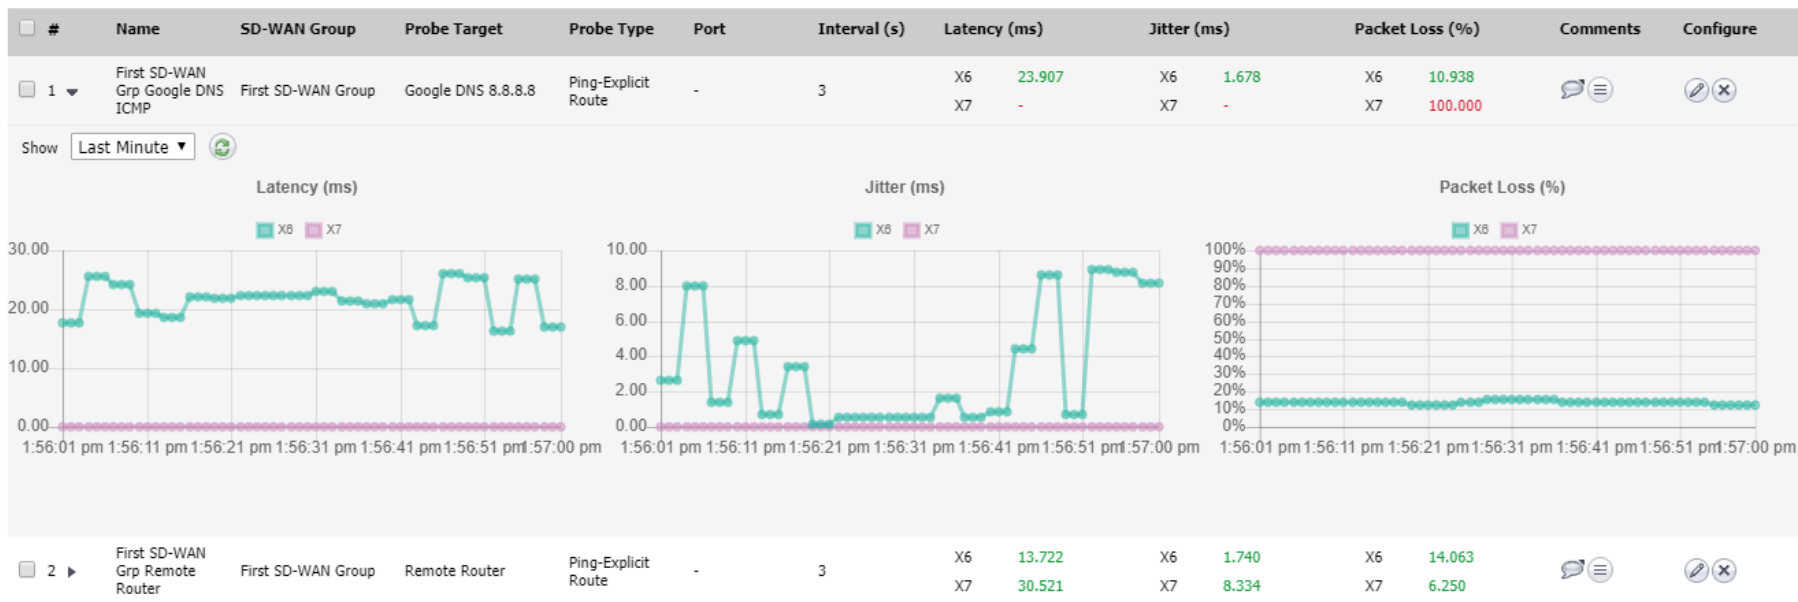 # Name SD-WAN Group Probe Target Probe Type Port Interval (s) Latency (ms) Jitter (ms) Packet Loss (%) Comments Configure
1 First SD-WAN Grp Google DNS ICMP First SD-WAN Group Google DNS 8.8.8.8 Ping-Explicit Route - 3 X6 23.907 X6 1.678 X6 10.938
X7 - X7 - X7 100.000
Show Last Minute
Latency (ms)
X6 X7
30.00
20.00
10.00
0.00
1:56:01 pm 1:56:11 pm 1:56:21 pm 1:56:31 pm 1:56:41 pm 1:56:51 pm 1:57:00 pm
Jitter (ms)
X6 X7
10.00
8.00
6.00
4.00
2.00
0.00
1:56:01 pm 1:56:11 pm 1:56:21 pm 1:56:31 pm 1:56:41 pm 1:56:51 pm 1:57:00 pm
Packet Loss (%)
X6 X7
100%
90%
80%
70%
60%
50%
40%
30%
20%
10%
0%
1:56:01 pm 1:56:11 pm 1:56:21 pm 1:56:31 pm 1:56:41 pm 1:56:51 pm 1:57:00 pm
2 First SD-WAN Grp Remote Router First SD-WAN Group Remote Router Ping-Explicit Route - 3 X6 13.722 X6 1.740 X6 14.063
X7 30.521 X7 8.334 X7 6.250